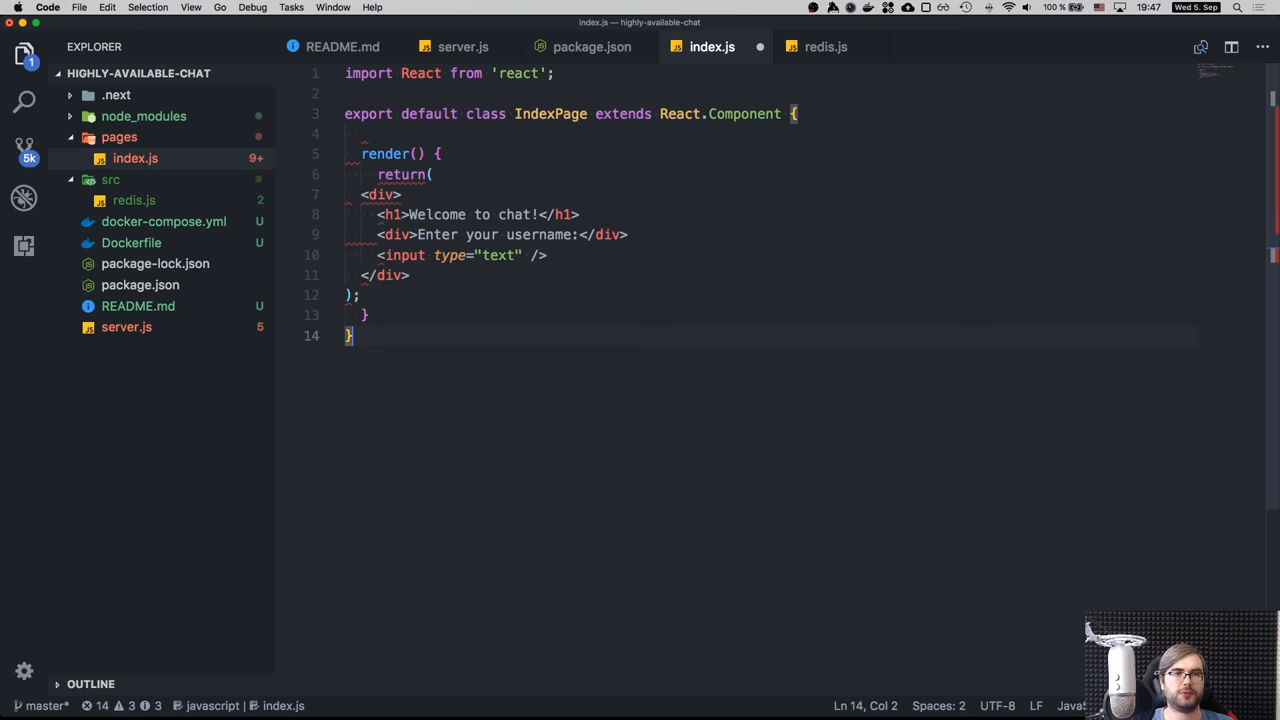 Code File Edit Selection View Go Debug Tasks Window Help 100 % 19:47 Wed 5. Sep
index.js — highly-available-chat
EXPLORER
README.md
server.js
package.json
index.js
redis.js
1
HIGHLY-AVAILABLE-CHAT
.next
node_modules
pages
index.js 9+
src
redis.js 2
docker-compose.yml U
Dockerfile U
package-lock.json
package.json
README.md U
server.js 5
5k
1 import React from 'react';
2
3 export default class IndexPage extends React.Component {
4
5 render() {
6 return(
7 <div>
8 <h1>Welcome to chat!</h1>
9 <div>Enter your username:</div>
10 <input type="text" />
11 </div>
12 );
13 }
14 }
OUTLINE
master* 14 3 3 javascript | index.js Ln 14, Col 2 Spaces: 2 UTF-8 LF